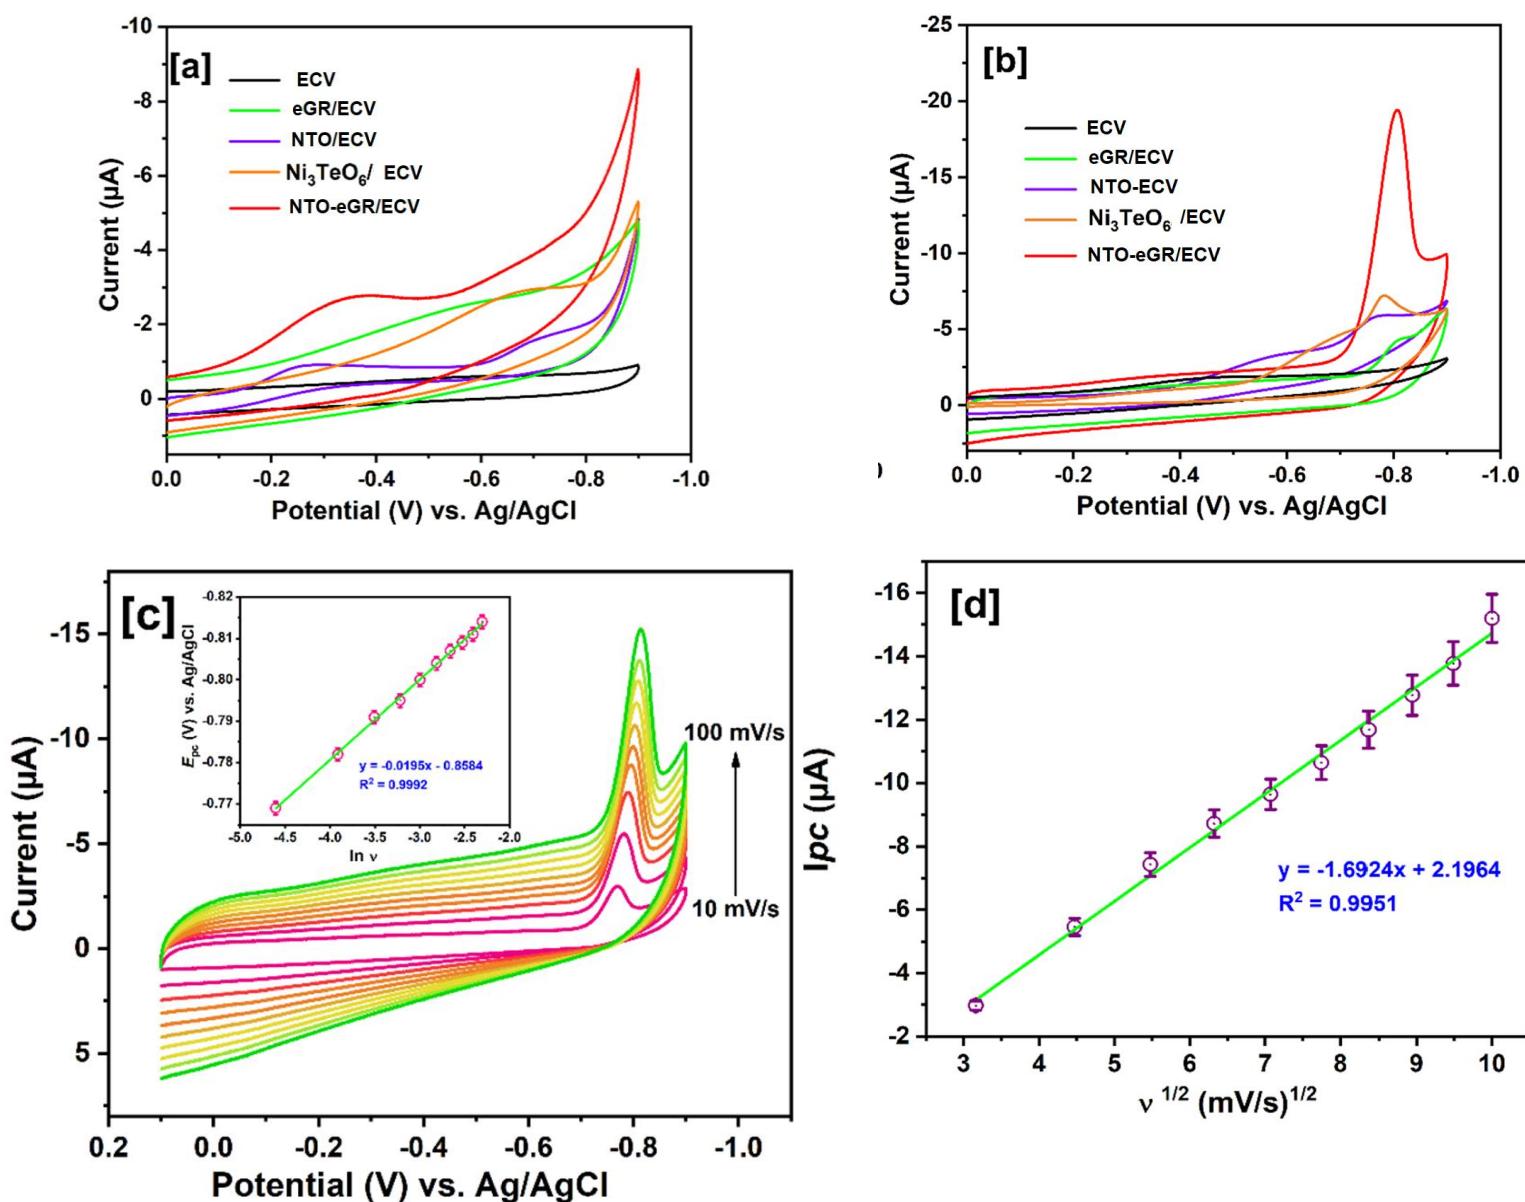 [a]
-10
-8
-6
-4
-2
0
Current (µA)
ECV
eGR/ECV
NTO/ECV
Ni₃TeO₆/ ECV
NTO-eGR/ECV
0.0 -0.2 -0.4 -0.6 -0.8 -1.0
Potential (V) vs. Ag/AgCl
[b]
-25
-20
-15
-10
-5
0
Current (µA)
ECV
eGR/ECV
NTO-ECV
Ni₃TeO₆ /ECV
NTO-eGR/ECV
0.0 -0.2 -0.4 -0.6 -0.8 -1.0
Potential (V) vs. Ag/AgCl
[c]
-15
-10
-5
0
5
Current (µA)
-0.82
-0.81
-0.80
-0.79
-0.78
-0.77
Epc (V) vs. Ag/AgCl
y = -0.0195x - 0.8584
R² = 0.9992
-5.0 -4.5 -4.0 -3.5 -3.0 -2.5 -2.0
ln ν
100 mV/s
10 mV/s
0.2 0.0 -0.2 -0.4 -0.6 -0.8 -1.0
Potential (V) vs. Ag/AgCl
[d]
-16
-14
-12
-10
-8
-6
-4
-2
Ipc (µA)
y = -1.6924x + 2.1964
R² = 0.9951
3 4 5 6 7 8 9 10
ν ¹/² (mV/s)¹/²